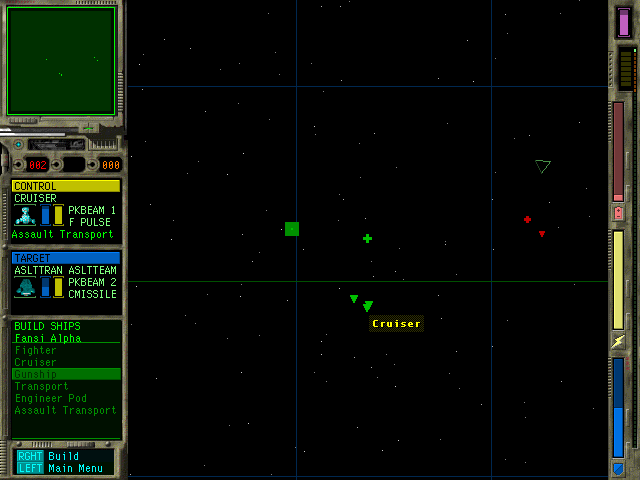 002
000
CONTROL
CRUISER
PKBEAM 1
F PULSE
Assault Transport
TARGET
ASLTTRAN ASLTTEAM
PKBEAM 2
CMISSILE
BUILD SHIPS
Fansi Alpha
Fighter
Cruiser
Gunship
Transport
Engineer Pod
Assault Transport
RGHT Build
LEFT Main Menu
Cruiser